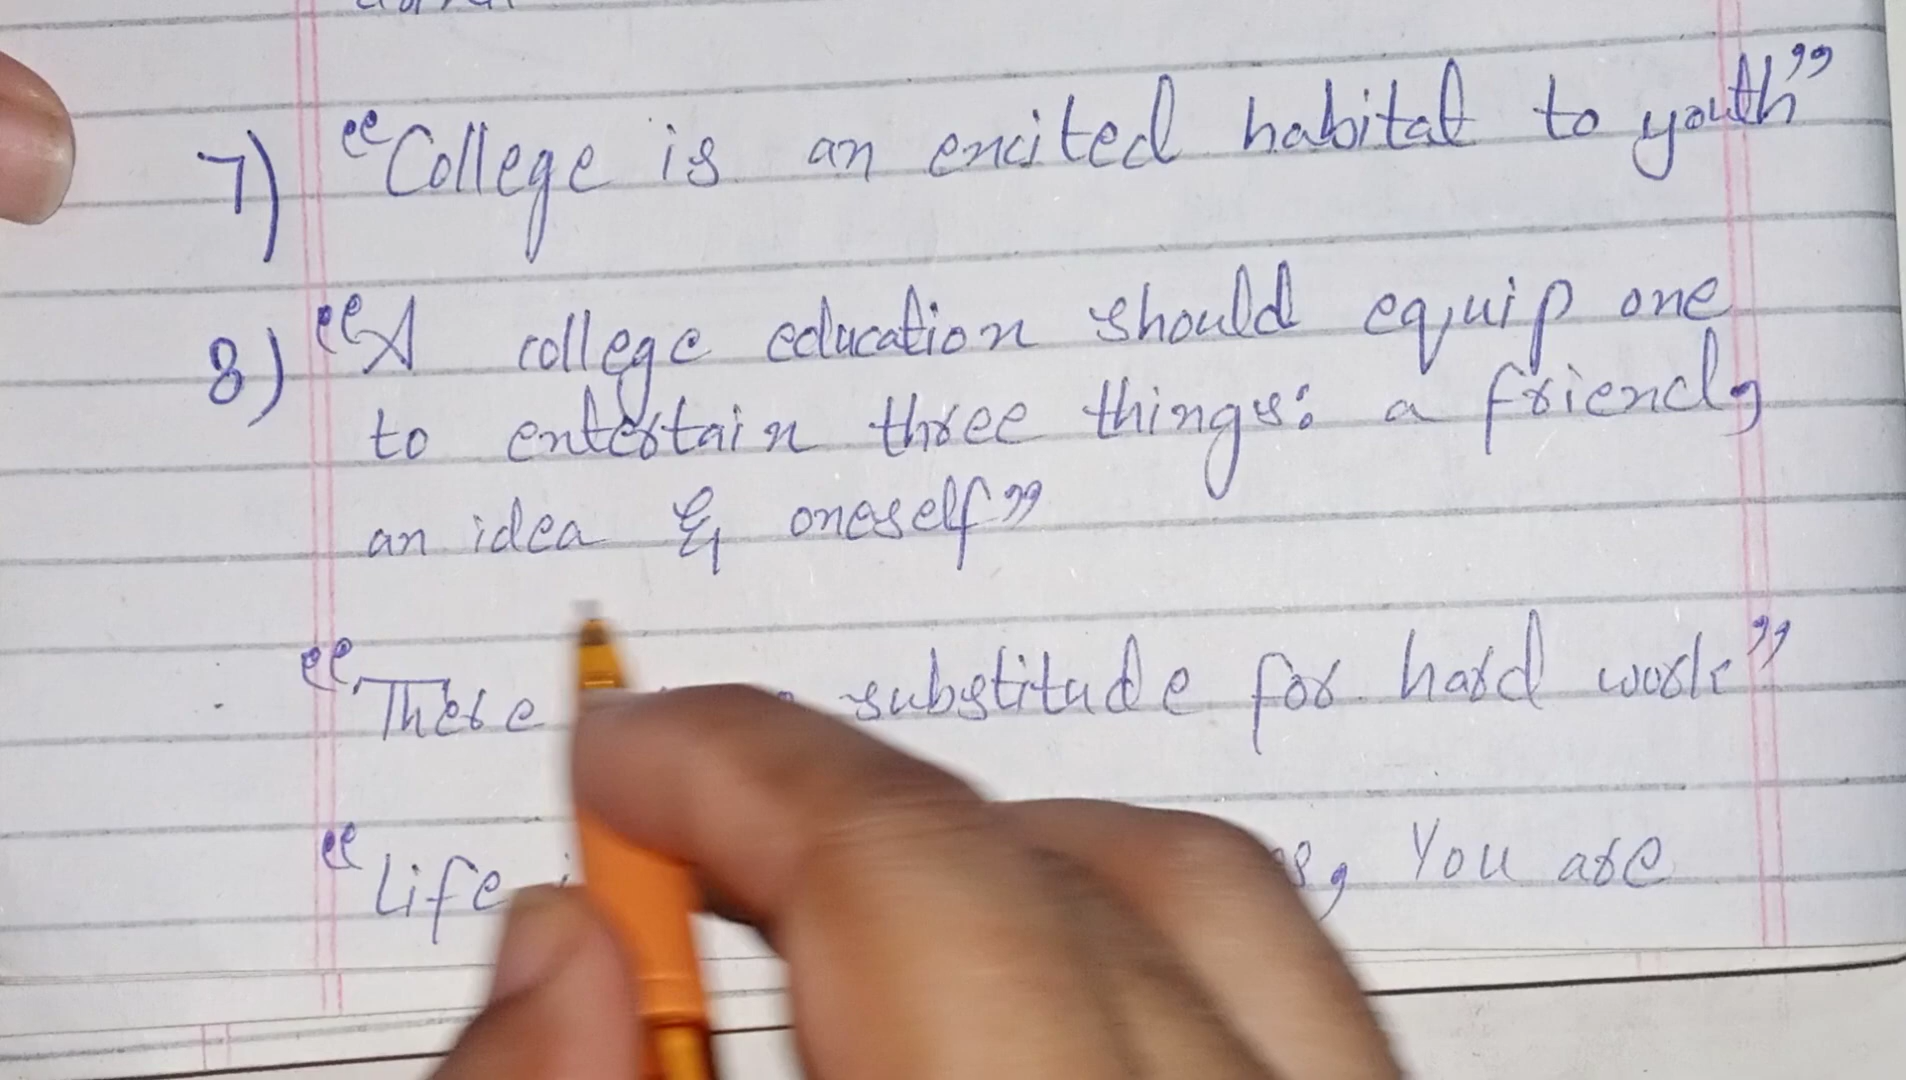 7) "College is an encited habitat to youth"
8) "A college education should equip one
to entertain three things: a friend,
an idea & oneself"
"There substitude for hard work"
"Life You are